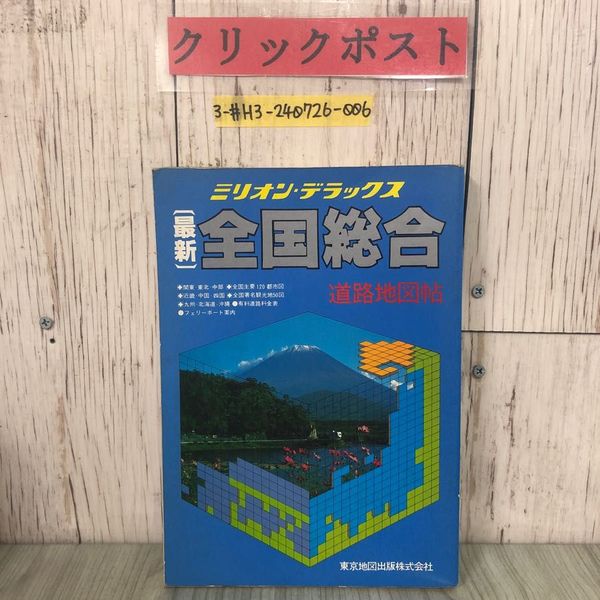 クリックポスト
3-#H3-240726-006
ミリオン・デラックス
[最新]全国総合
道路地図帖
◆関東・東北・中部 ◆全国主要120都市図
◆近畿・中国・四国 ◆全国著名観光地50図
◆九州・北海道・沖縄 ●有料道路料金表
●フェリーボート案内
東京地図出版株式会社